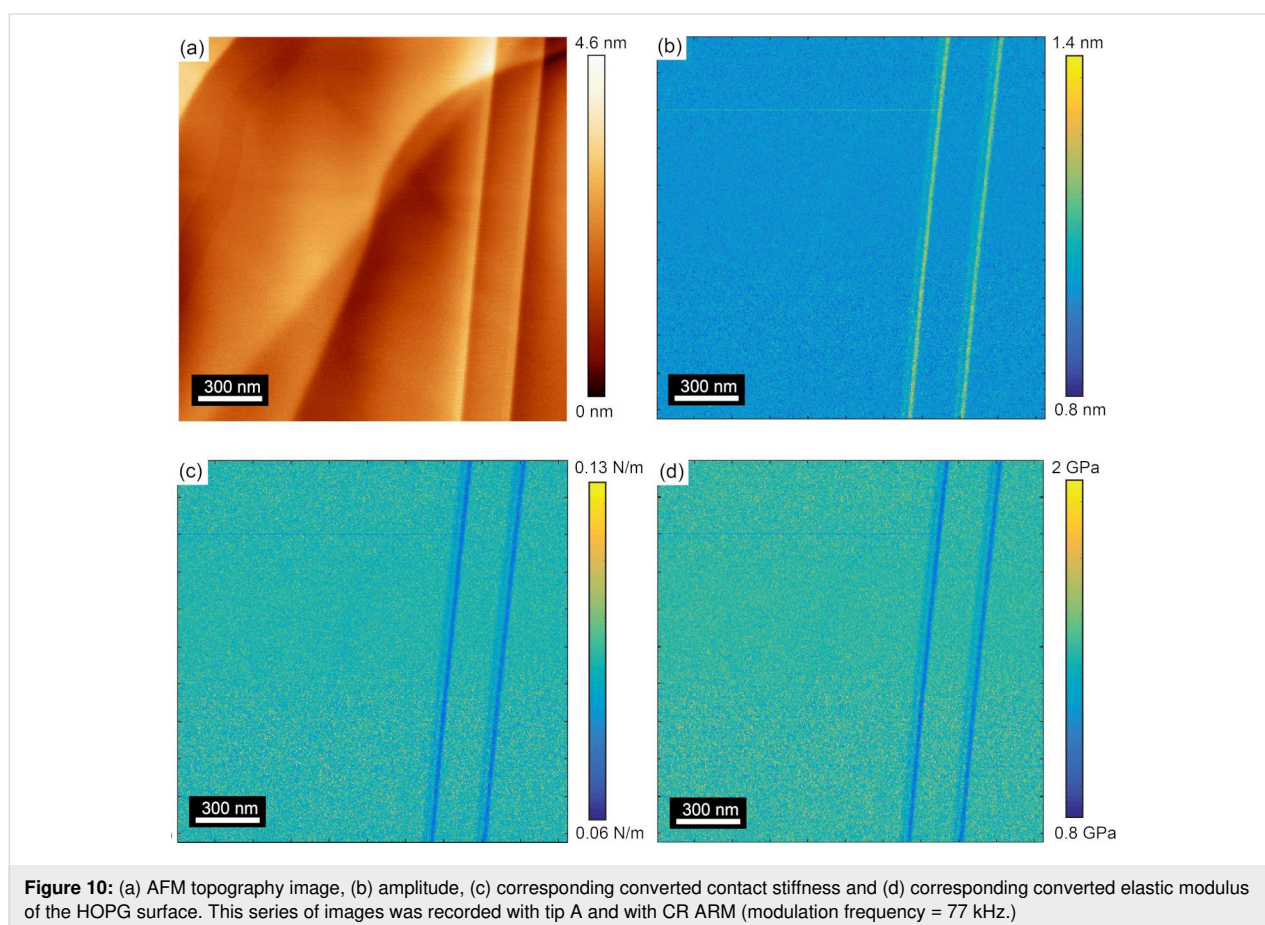 (a)
4.6 nm
300 nm
0 nm
(b)
1.4 nm
300 nm
0.8 nm
(c)
0.13 N/m
300 nm
0.06 N/m
(d)
2 GPa
300 nm
0.8 GPa
Figure 10: (a) AFM topography image, (b) amplitude, (c) corresponding converted contact stiffness and (d) corresponding converted elastic modulus
of the HOPG surface. This series of images was recorded with tip A and with CR ARM (modulation frequency = 77 kHz.)